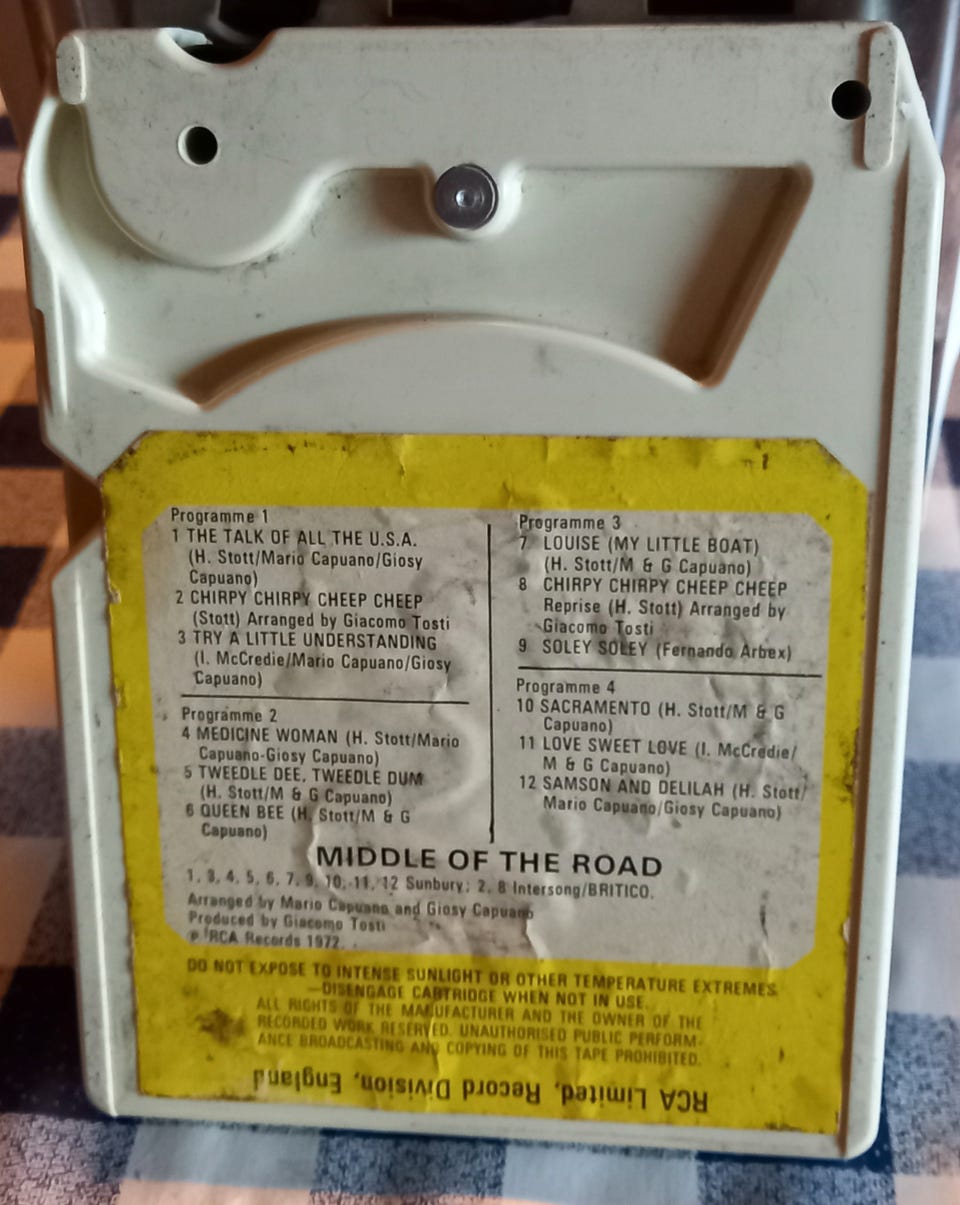 Programme 1
1 THE TALK OF ALL THE U.S.A.
(H. Stott/Mario Capuano/Giosy
Capuano)
2 CHIRPY CHIRPY CHEEP CHEEP
(Stott) Arranged by Giacomo Tosti
3 TRY A LITTLE UNDERSTANDING
(I. McCredie/Mario Capuano/Giosy
Capuano)
Programme 2
4 MEDICINE WOMAN (H. Stott/Mario
Capuano-Giosy Capuano)
5 TWEEDLE DEE, TWEEDLE DUM
(H. Stott/M & G Capuano)
6 QUEEN BEE (H. Stott/M & G
Capuano)
Programme 3
7 LOUISE (MY LITTLE BOAT)
(H. Stott/M & G Capuano)
8 CHIRPY CHIRPY CHEEP CHEEP
Reprise (H. Stott) Arranged by
Giacomo Tosti
9 SOLEY SOLEY (Fernando Arbex)
Programme 4
10 SACRAMENTO (H. Stott/M & G
Capuano)
11 LOVE SWEET LOVE (I. McCredie/
M & G Capuano)
12 SAMSON AND DELILAH (H. Stott/
Mario Capuano/Giosy Capuano)
MIDDLE OF THE ROAD
1, 3, 4, 5, 6, 7, 9, 10, 11, 12 Sunbury; 2, 8 Intersong/BRITICO.
Arranged by Mario Capuano and Giosy Capuano
Produced by Giacomo Tosti
℗ RCA Records 1972.
DO NOT EXPOSE TO INTENSE SUNLIGHT OR OTHER TEMPERATURE EXTREMES
—DISENGAGE CARTRIDGE WHEN NOT IN USE.
ALL RIGHTS OF THE MANUFACTURER AND THE OWNER OF THE
RECORDED WORK RESERVED. UNAUTHORISED PUBLIC PERFORM-
ANCE BROADCASTING AND COPYING OF THIS TAPE PROHIBITED.
RCA Limited, Record Division, England